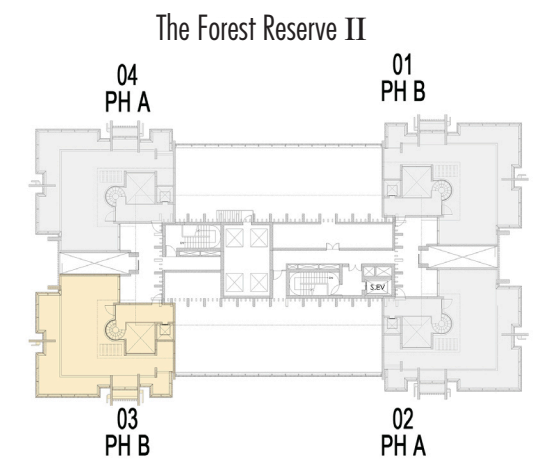 The Forest Reserve II
04
PH A
01
PH B
S.BV
03
PH B
02
PH A